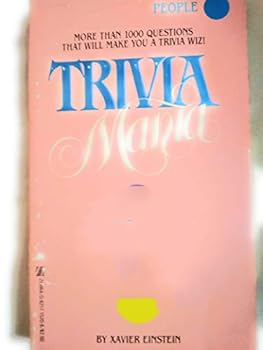 PEOPLE
MORE THAN 1000 QUESTIONS
THAT WILL MAKE YOU A TRIVIA WIZ!
TRIVIA
Mania
BY XAVIER EINSTEIN